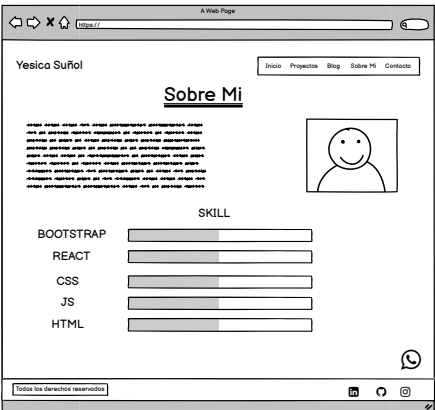 A Web Page
https://
Yesica Suñol
Inicio Proyectos Blog Sobre Mi Contacto
Sobre Mi
SKILL
BOOTSTRAP
REACT
CSS
JS
HTML
Todos los derechos reservados
in